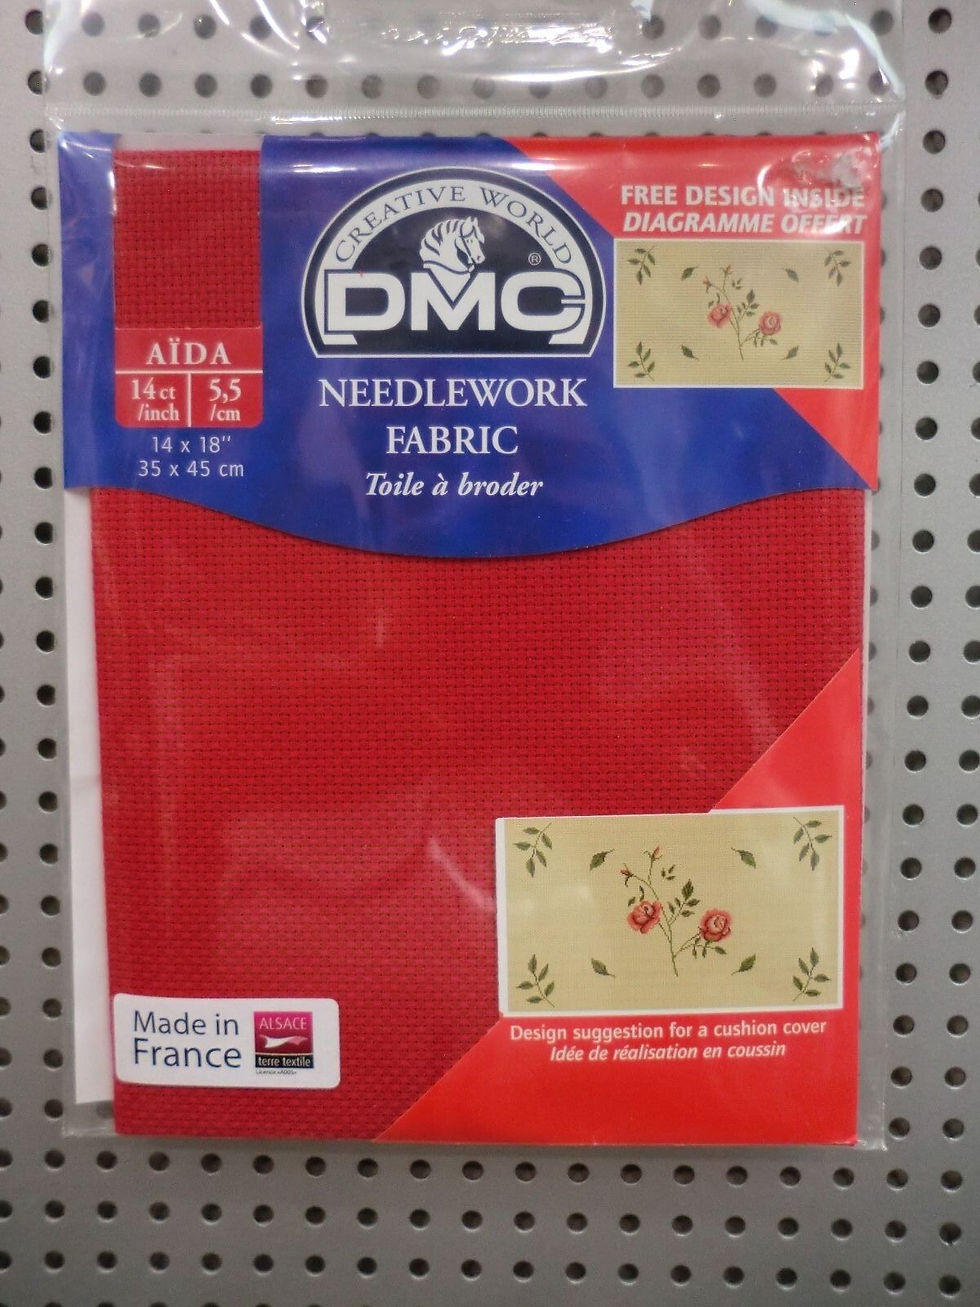 CREATIVE WORLD
DMC®
FREE DESIGN INSIDE
DIAGRAMME OFFERT
AÏDA
14 ct /inch
5,5 /cm
14 x 18"
35 x 45 cm
NEEDLEWORK
FABRIC
Toile à broder
Design suggestion for a cushion cover
Idée de réalisation en coussin
Made in
France
ALSACE
terre textile